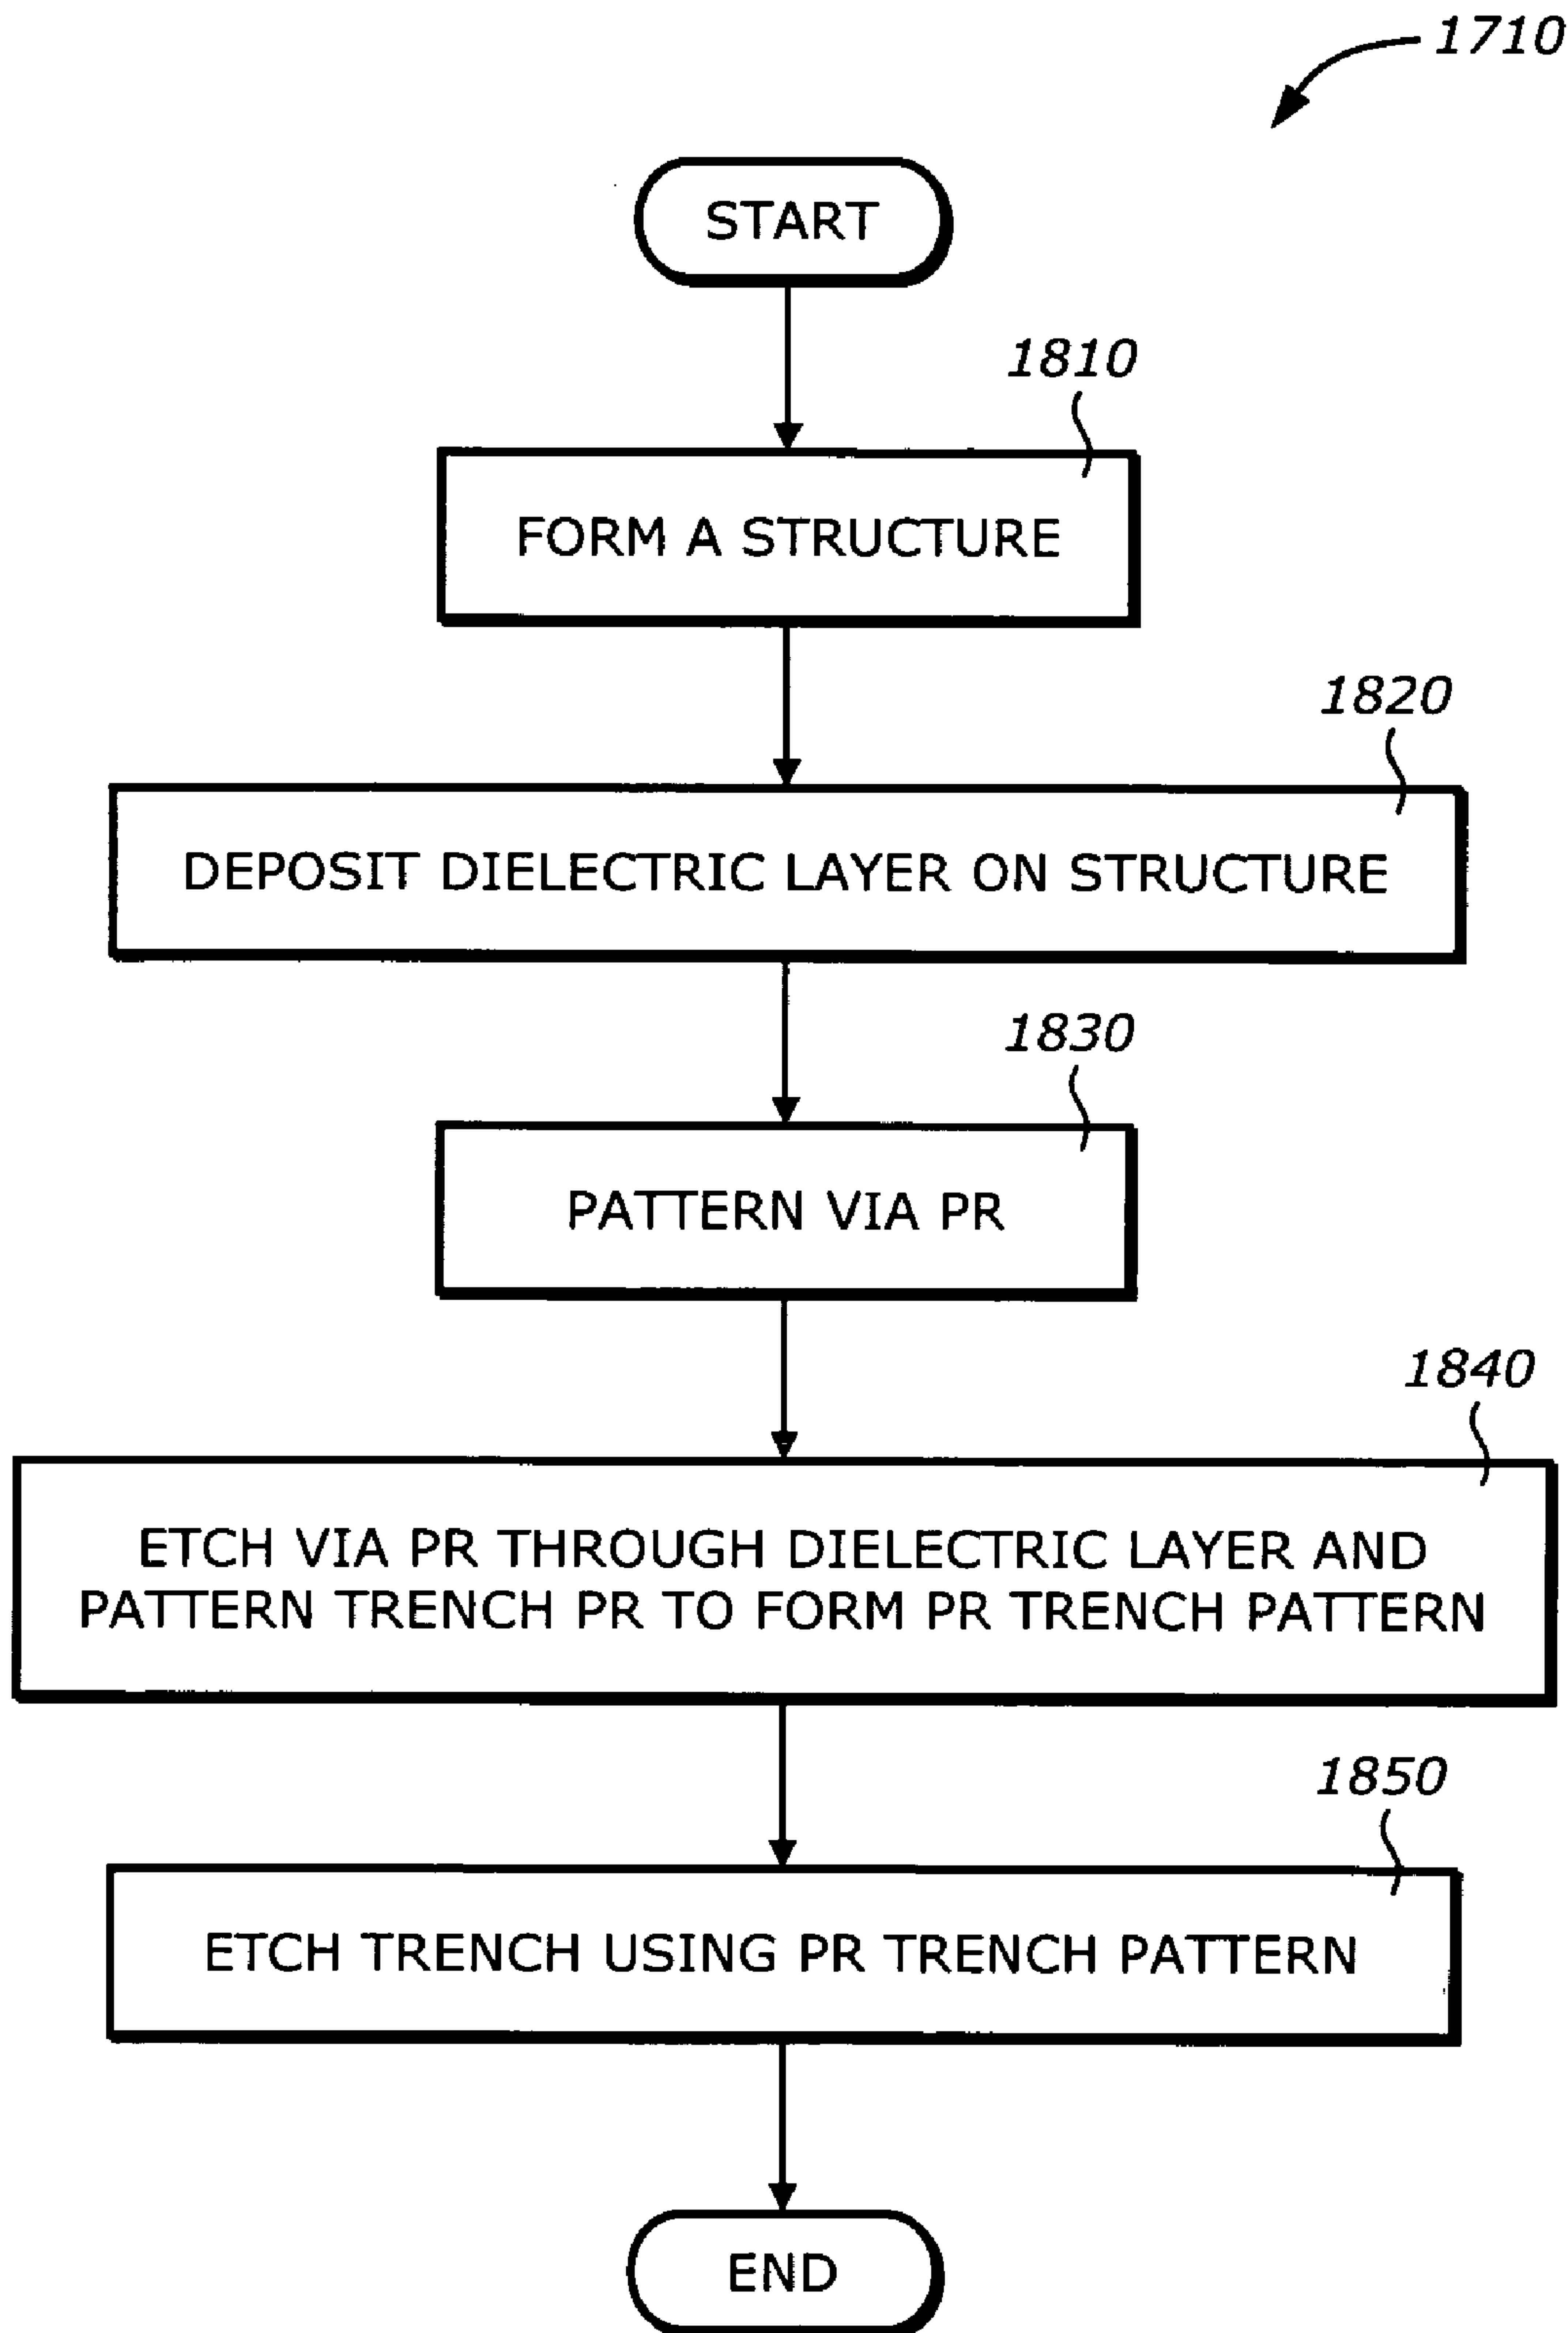 1710
START
1810
FORM A STRUCTURE
1820
DEPOSIT DIELECTRIC LAYER ON STRUCTURE
1830
PATTERN VIA PR
1840
ETCH VIA PR THROUGH DIELECTRIC LAYER AND
PATTERN TRENCH PR TO FORM PR TRENCH PATTERN
1850
ETCH TRENCH USING PR TRENCH PATTERN
END